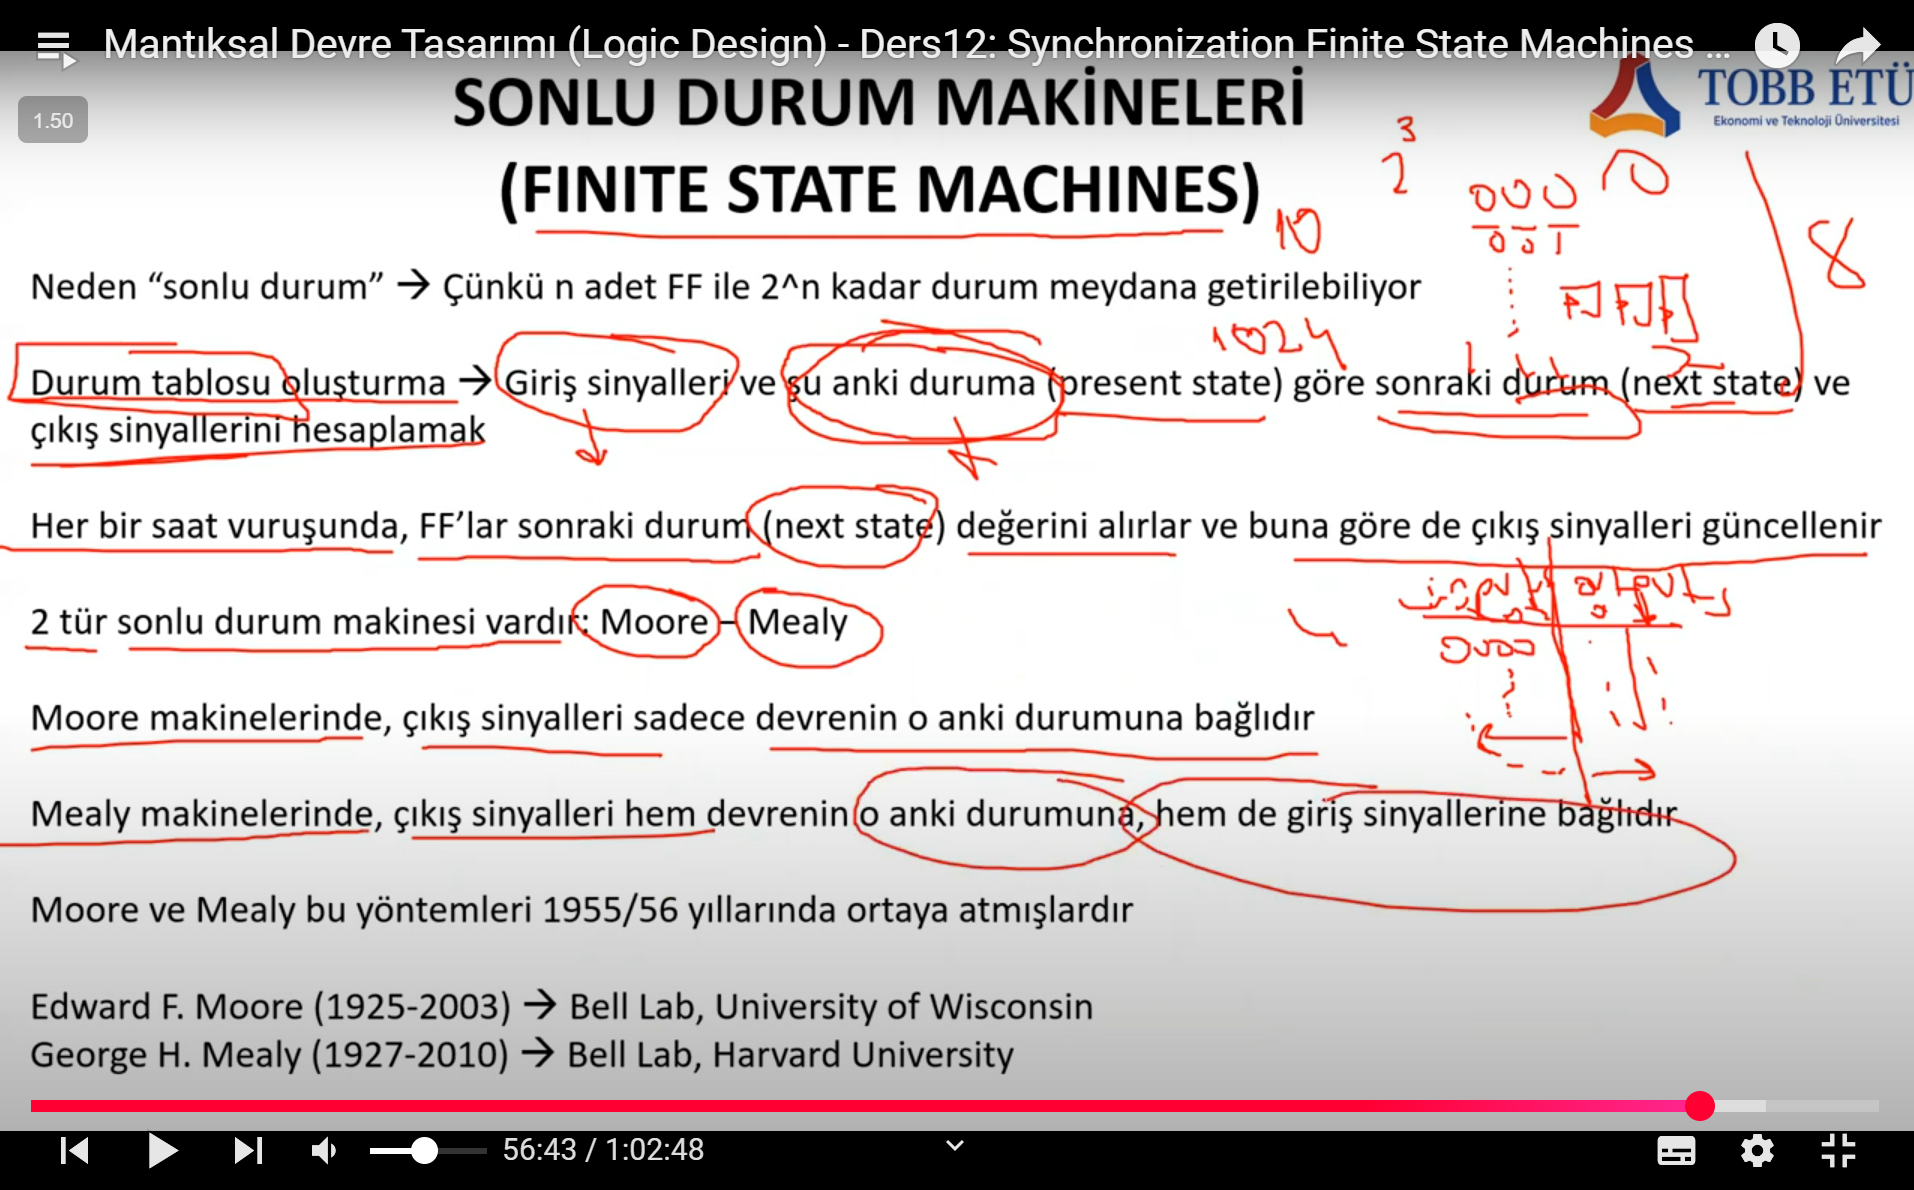 Mantıksal Devre Tasarımı (Logic Design) - Ders12: Synchronization Finite State Machines ...
1.50
SONLU DURUM MAKİNELERİ
(FINITE STATE MACHINES)
TOBB ETÜ
Ekonomi ve Teknoloji Üniversitesi
2 3
000
001
10
8
Neden “sonlu durum” → Çünkü n adet FF ile 2^n kadar durum meydana getirilebiliyor
1024
Durum tablosu oluşturma → Giriş sinyalleri ve şu anki duruma (present state) göre sonraki durum (next state) ve
çıkış sinyallerini hesaplamak
Her bir saat vuruşunda, FF’lar sonraki durum (next state) değerini alırlar ve buna göre de çıkış sinyalleri güncellenir
2 tür sonlu durum makinesi vardır: Moore – Mealy
Moore makinelerinde, çıkış sinyalleri sadece devrenin o anki durumuna bağlıdır
Mealy makinelerinde, çıkış sinyalleri hem devrenin o anki durumuna, hem de giriş sinyallerine bağlıdır
Moore ve Mealy bu yöntemleri 1955/56 yıllarında ortaya atmışlardır
Edward F. Moore (1925-2003) → Bell Lab, University of Wisconsin
George H. Mealy (1927-2010) → Bell Lab, Harvard University
56:43 / 1:02:48